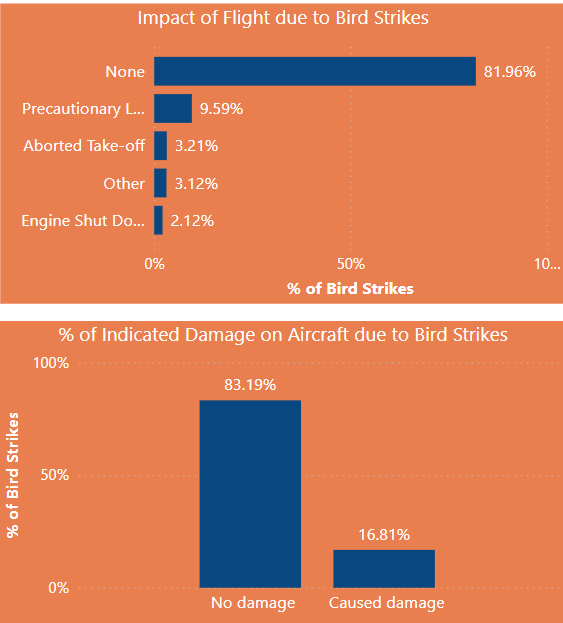 Impact of Flight due to Bird Strikes
None 81.96%
Precautionary L... 9.59%
Aborted Take-off 3.21%
Other 3.12%
Engine Shut Do... 2.12%
0% 50% 10...
% of Bird Strikes
% of Indicated Damage on Aircraft due to Bird Strikes
% of Bird Strikes
100%
50%
0%
83.19%
16.81%
No damage Caused damage